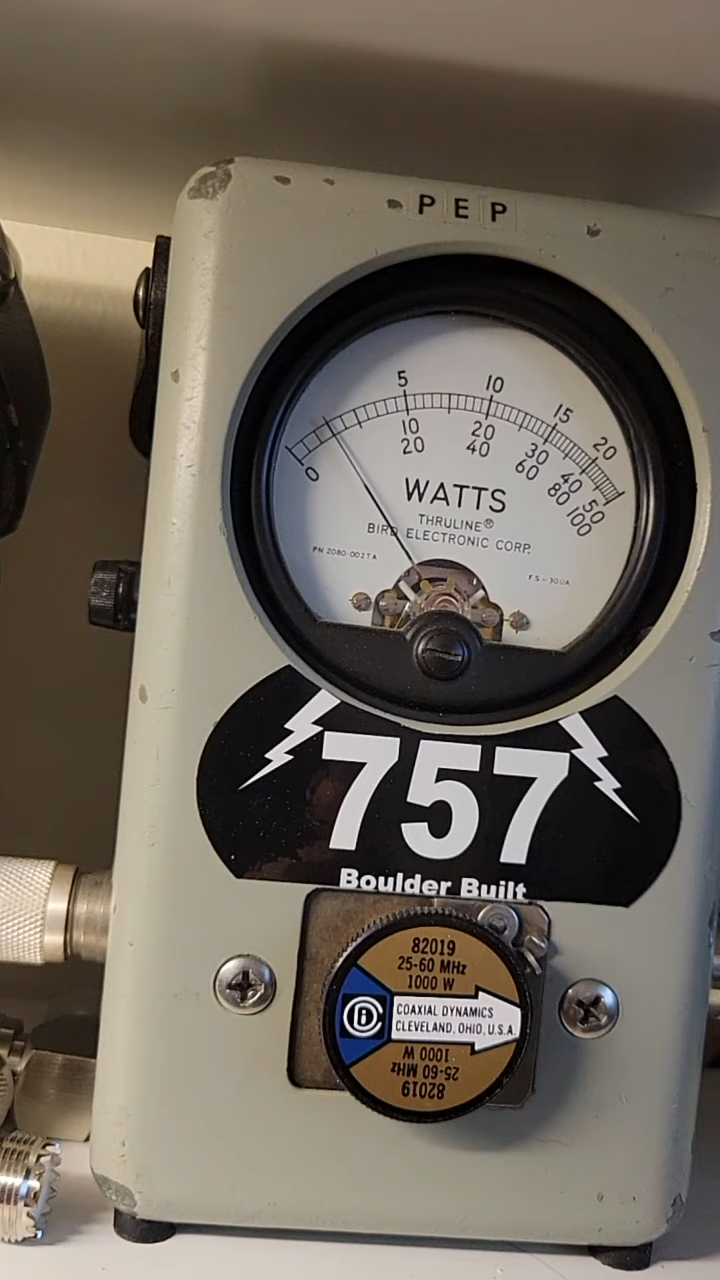 PEP
5 10 15 20
0 10 20 30 40 50
20 40 60 80 100
WATTS
THRULINE®
BIRD ELECTRONIC CORP.
PN 2080-002TA
F.S.-30UA
757
Boulder Built
82019
25-60 MHz
1000 W
COAXIAL DYNAMICS
CLEVELAND, OHIO, U.S.A.
1000 W
25-60 MHz
82019